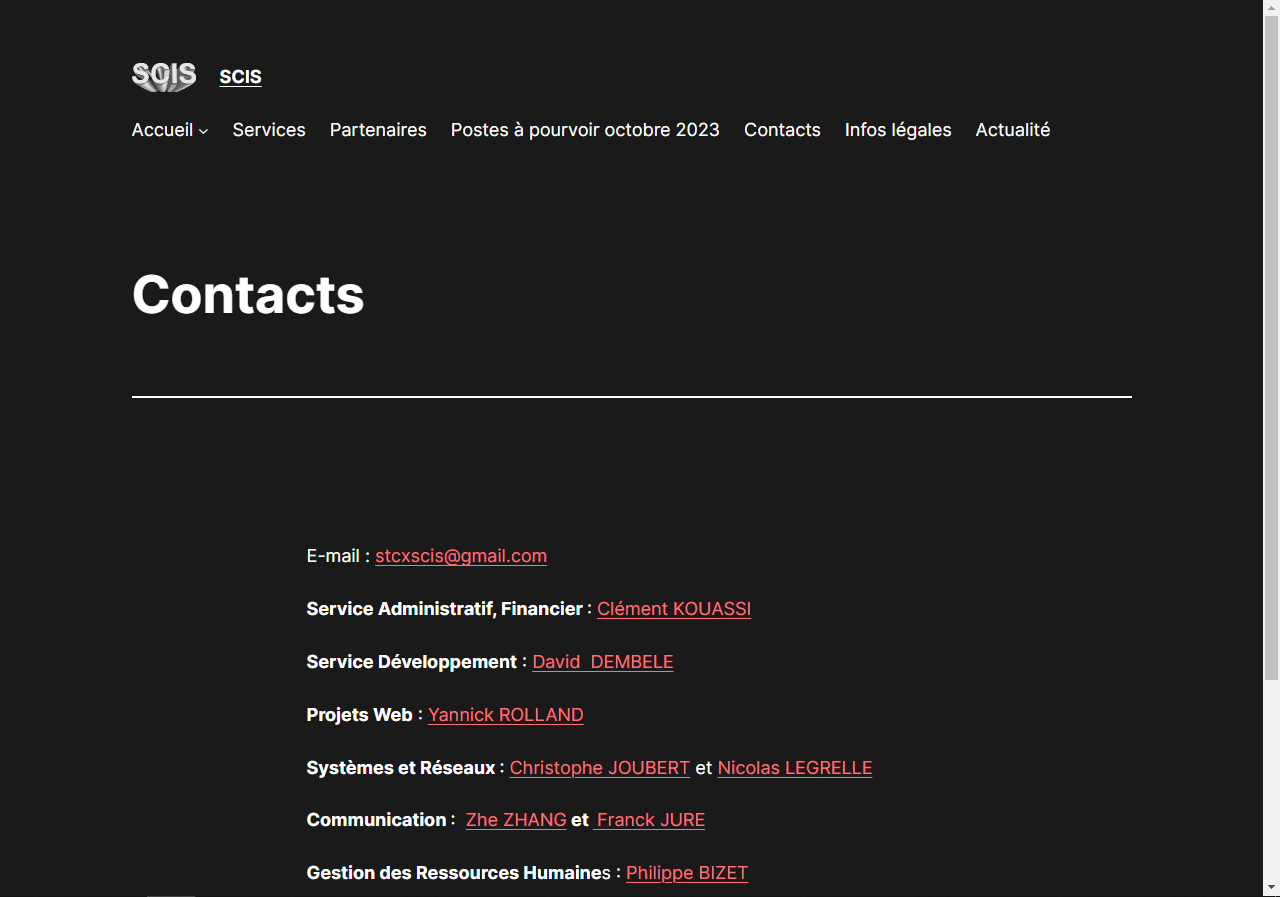 SCIS SCIS
Accueil Services Partenaires Postes à pourvoir octobre 2023 Contacts Infos légales Actualité
Contacts
E-mail : stcxscis@gmail.com
Service Administratif, Financier : Clément KOUASSI
Service Développement : David  DEMBELE
Projets Web : Yannick ROLLAND
Systèmes et Réseaux : Christophe JOUBERT et Nicolas LEGRELLE
Communication :  Zhe ZHANG et  Franck JURE
Gestion des Ressources Humaines : Philippe BIZET